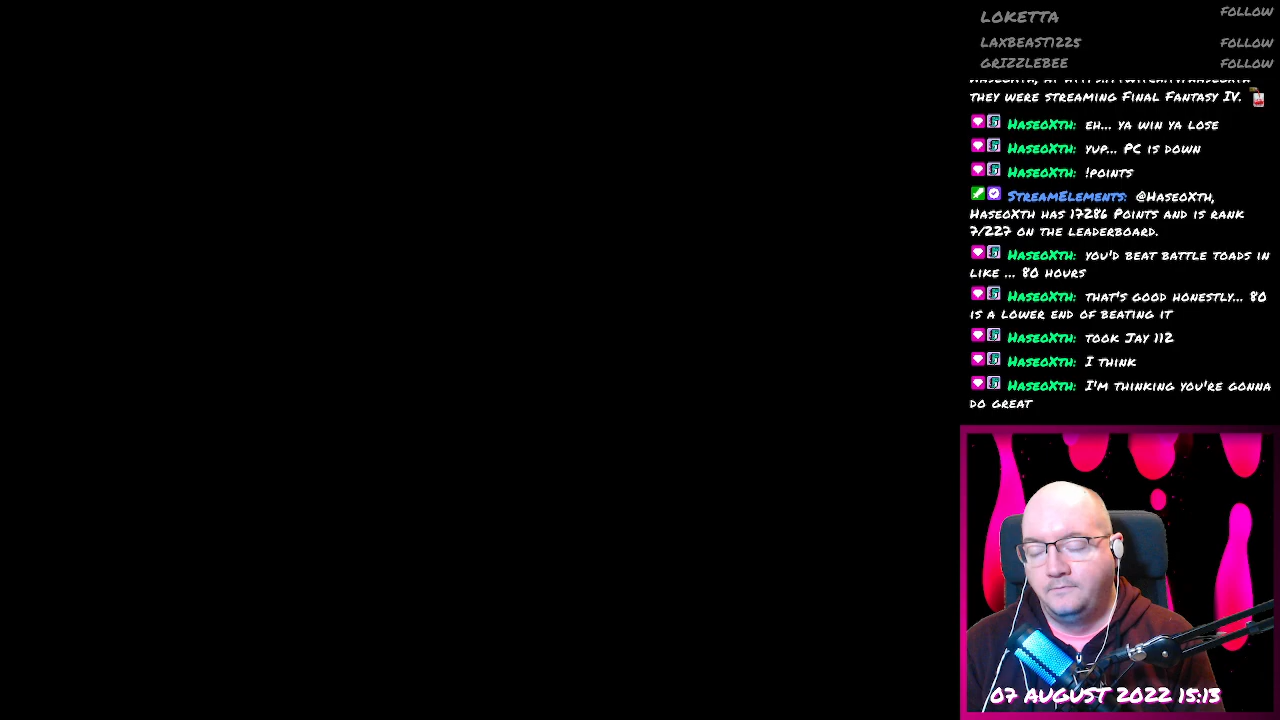 LOKETTA FOLLOW
LAXBEAST1225 FOLLOW
GRIZZLEBEE FOLLOW
THEY WERE STREAMING FINAL FANTASY IV.
HASEOXTH: EH... YA WIN YA LOSE
HASEOXTH: YUP... PC IS DOWN
HASEOXTH: !POINTS
STREAMELEMENTS: @HASEOXTH,
HASEOXTH HAS 17286 POINTS AND IS RANK
7/227 ON THE LEADERBOARD.
HASEOXTH: YOU'D BEAT BATTLE TOADS IN
LIKE ... 80 HOURS
HASEOXTH: THAT'S GOOD HONESTLY... 80
IS A LOWER END OF BEATING IT
HASEOXTH: TOOK JAY 112
HASEOXTH: I THINK
HASEOXTH: I'M THINKING YOU'RE GONNA
DO GREAT
07 AUGUST 2022 15:13